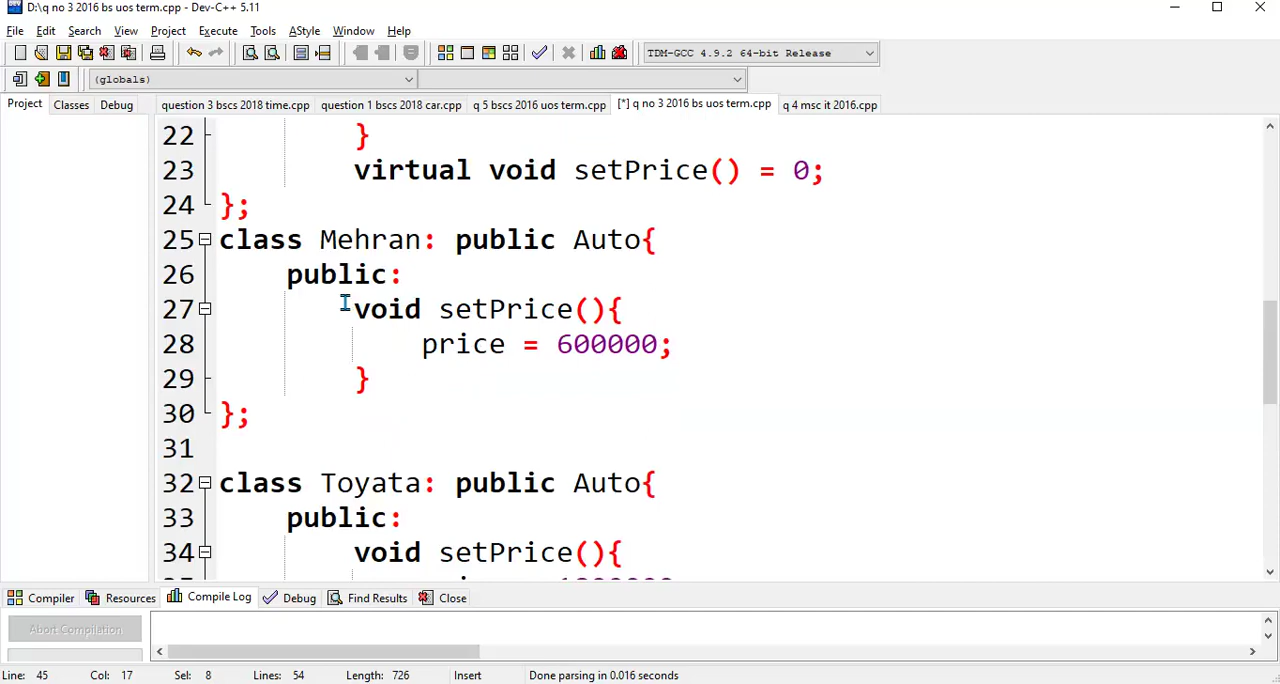 D:\q no 3 2016 bs uos term.cpp - Dev-C++ 5.11
File Edit Search View Project Execute Tools AStyle Window Help
TDM-GCC 4.9.2 64-bit Release
(globals)
Project Classes Debug question 3 bscs 2018 time.cpp question 1 bscs 2018 car.cpp q 5 bscs 2016 uos term.cpp [*] q no 3 2016 bs uos term.cpp q 4 msc it 2016.cpp
22 }
23 virtual void setPrice() = 0;
24 };
25 class Mehran: public Auto{
26 public:
27 void setPrice(){
28 price = 600000;
29 }
30 };
31
32 class Toyata: public Auto{
33 public:
34 void setPrice(){
Compiler Resources Compile Log Debug Find Results Close
Abort Compilation
Line: 45 Col: 17 Sel: 8 Lines: 54 Length: 726 Insert Done parsing in 0.016 seconds